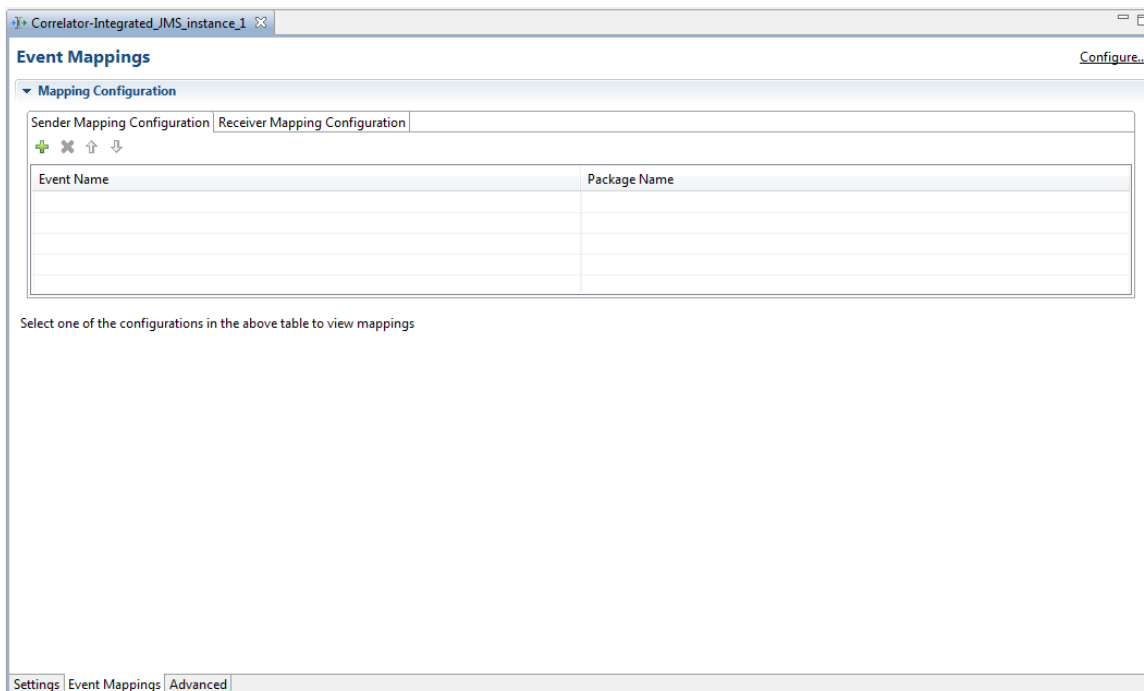 Correlator-Integrated_JMS_instance_1
Event Mappings
Configure...
Mapping Configuration
Sender Mapping Configuration Receiver Mapping Configuration
Event Name Package Name
Select one of the configurations in the above table to view mappings
Settings Event Mappings Advanced